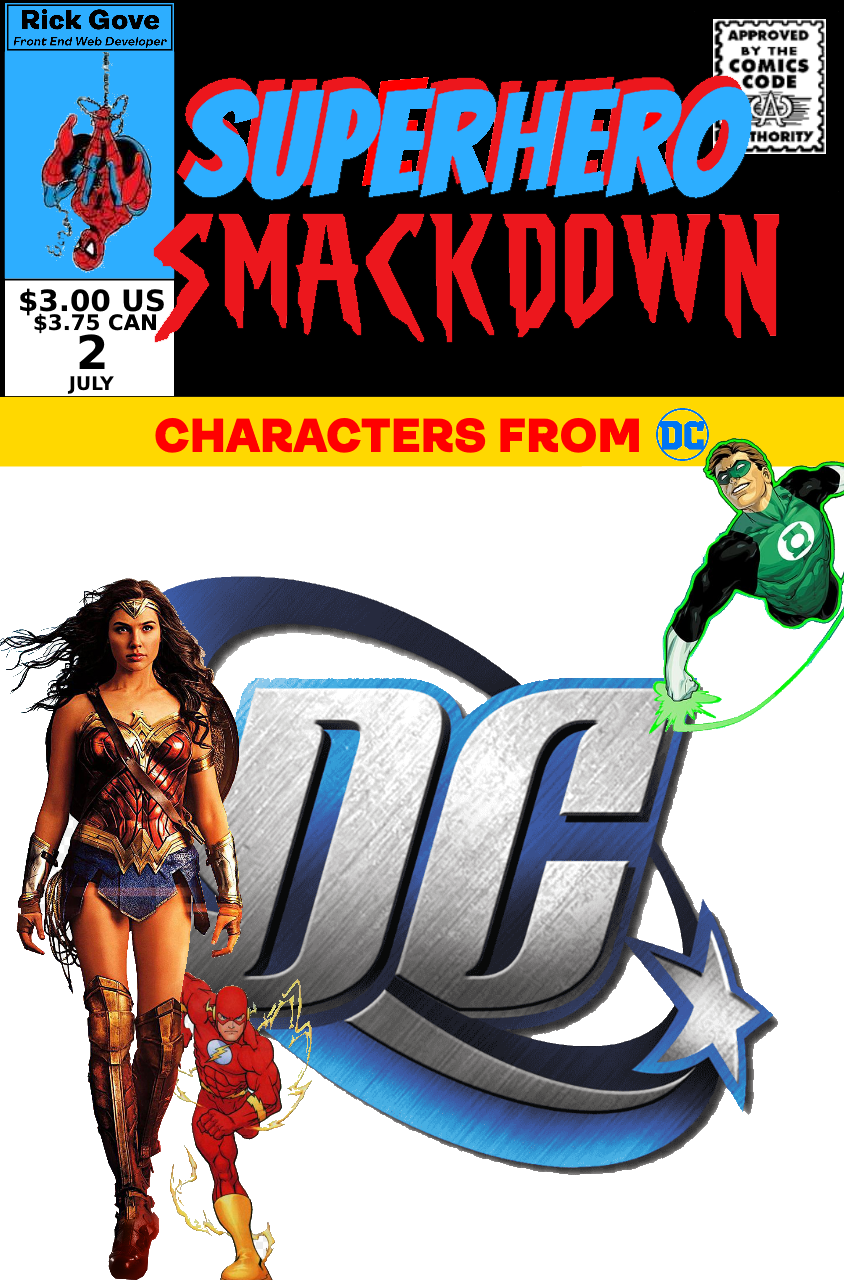 Rick Gove
Front End Web Developer
APPROVED
BY THE
COMICS
CODE
CA
THORITY
SUPERHERO
SMACKDOWN
$3.00 US
$3.75 CAN
2
JULY
CHARACTERS FROM DC
DC